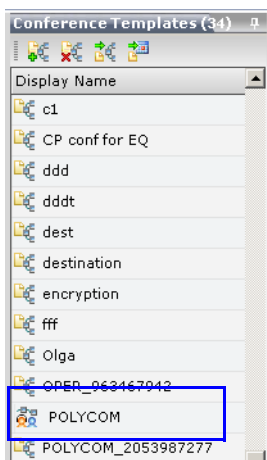 Conference Templates (34)
Display Name
c1
CP conf for EQ
ddd
dddt
dest
destination
encryption
fff
Olga
OPER_963467942
POLYCOM
POLYCOM_2053987277